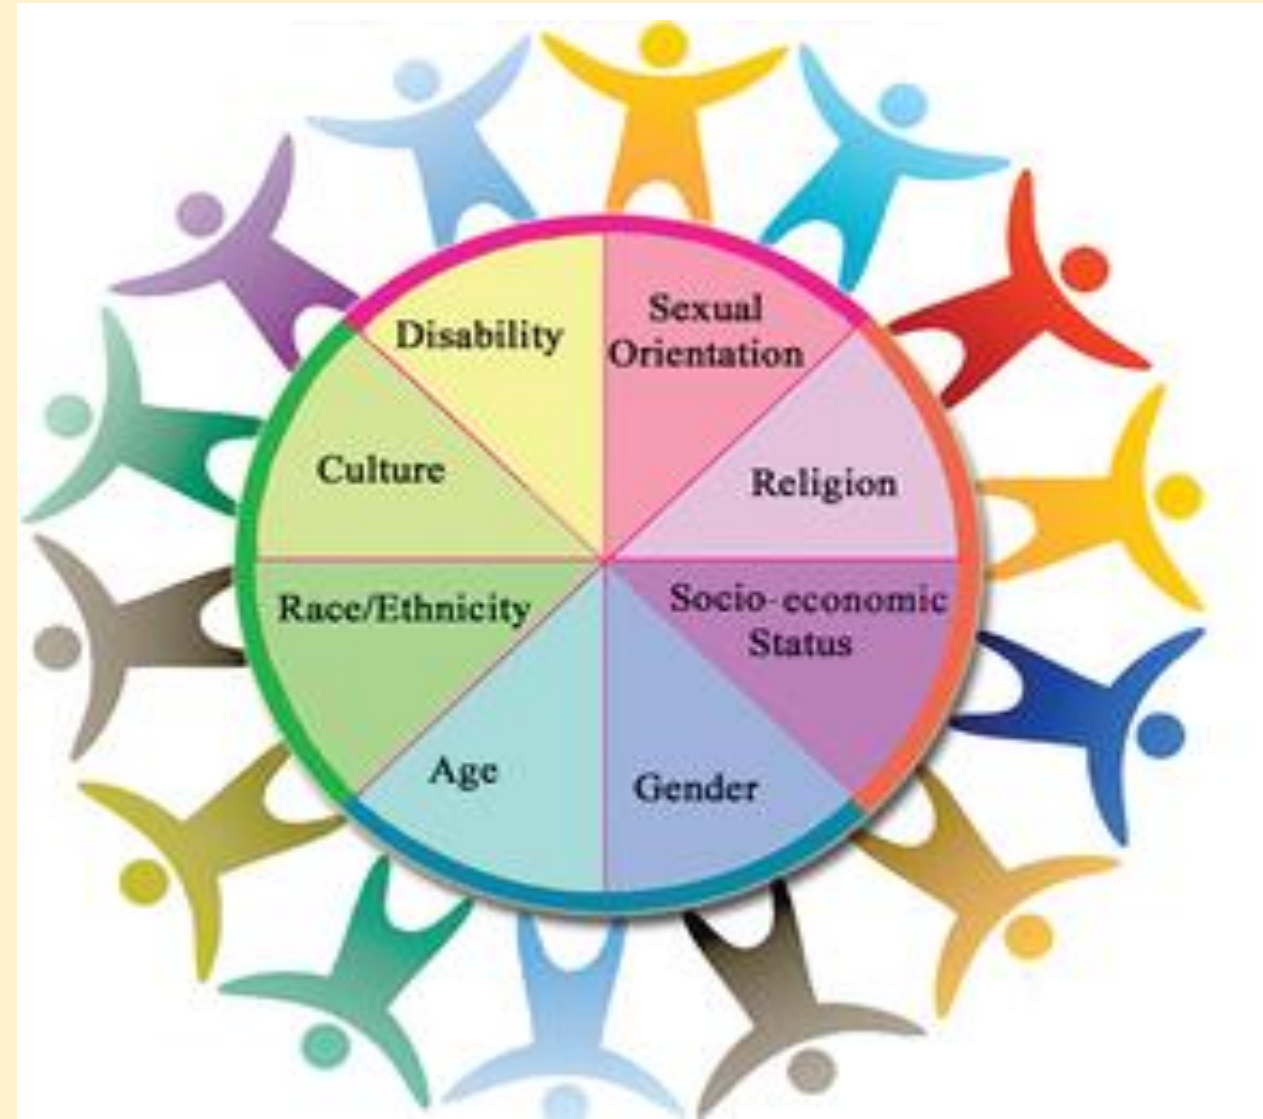 Disability
Sexual
Orientation
Culture
Religion
Race/Ethnicity
Socio-economic
Status
Age
Gender